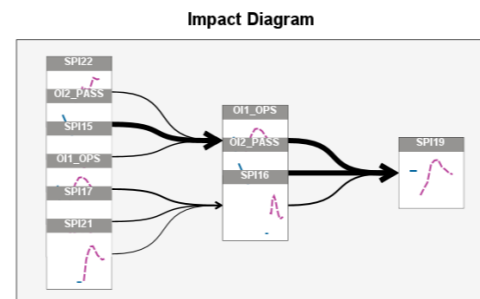 Impact Diagram
SPI22
OI2_PASS
SPI15
OI1_OPS
SPI17
SPI21
OI1_OPS
OI2_PASS
SPI16
SPI19